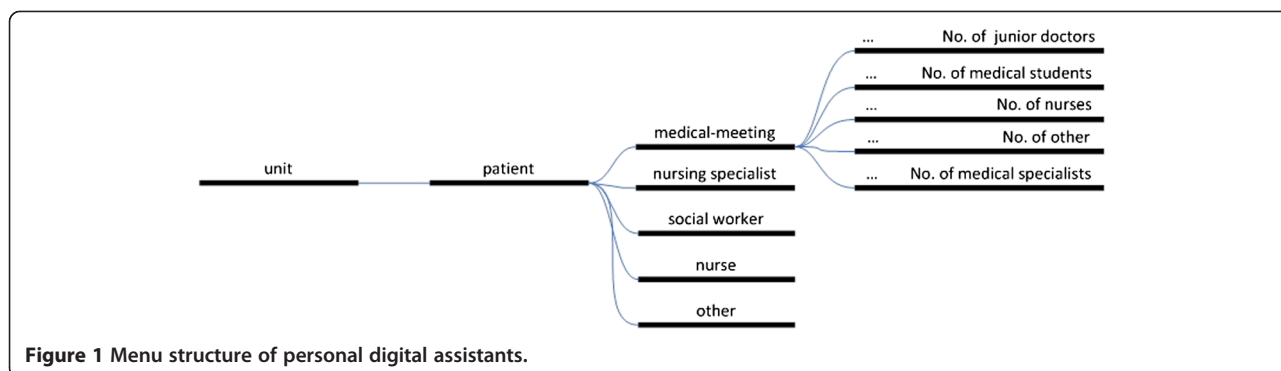 unit
patient
medical-meeting
nursing specialist
social worker
nurse
other
... No. of junior doctors
... No. of medical students
... No. of nurses
... No. of other
... No. of medical specialists
Figure 1 Menu structure of personal digital assistants.